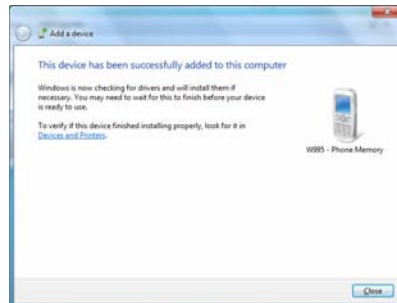 Add a device
This device has been successfully added to this computer
Windows is now checking for drivers and will install them if
necessary. You may need to wait for this to finish before your device
is ready to use.
To verify if this device finished installing properly, look for it in
Devices and Printers.
W995 - Phone Memory
Close